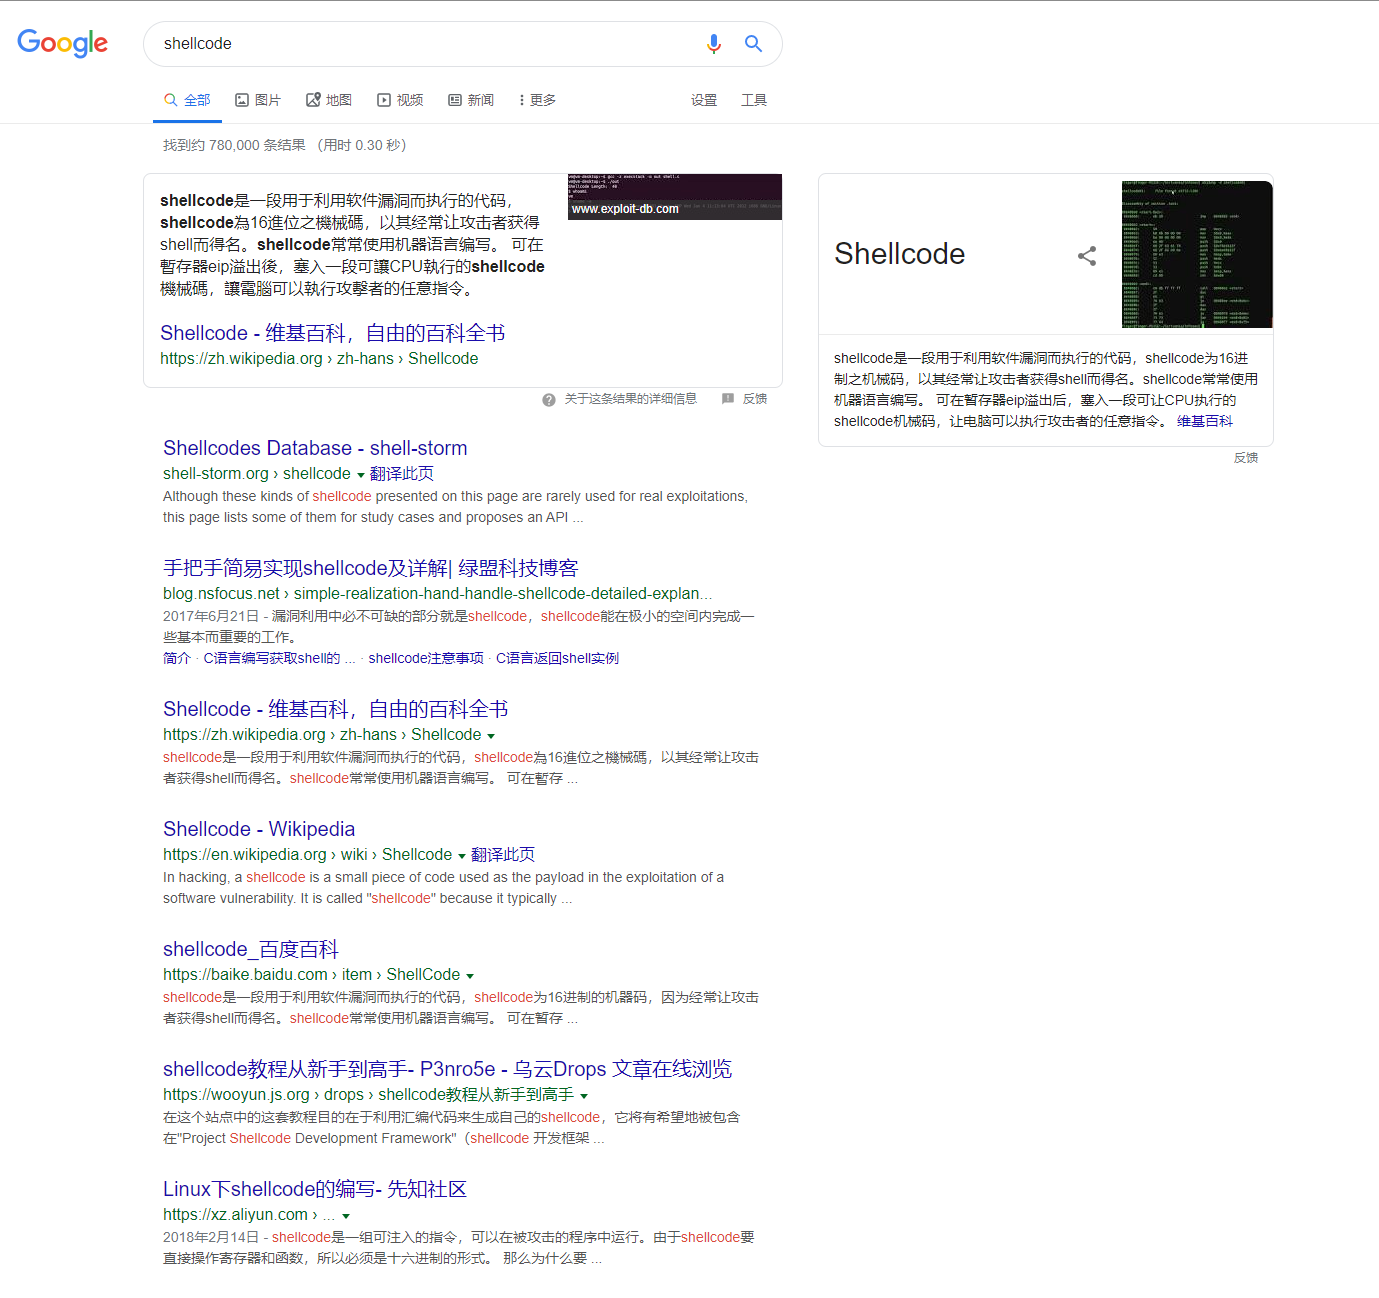 Google
shellcode
全部
图片
地图
视频
新闻
更多
设置
工具
找到约 780,000 条结果 （用时 0.30 秒）
shellcode是一段用于利用软件漏洞而执行的代码，
shellcode為16進位之機械碼，以其经常让攻击者获得
shell而得名。shellcode常常使用机器语言编写。 可在
暫存器eip溢出後，塞入一段可讓CPU執行的shellcode
機械碼，讓電腦可以執行攻擊者的任意指令。
www.exploit-db.com
Shellcode - 维基百科，自由的百科全书
https://zh.wikipedia.org › zh-hans › Shellcode
关于这条结果的详细信息
反馈
Shellcode
shellcode是一段用于利用软件漏洞而执行的代码，shellcode为16进
制之机械码，以其经常让攻击者获得shell而得名。shellcode常常使用
机器语言编写。 可在暂存器eip溢出后，塞入一段可让CPU执行的
shellcode机械码，让电脑可以执行攻击者的任意指令。 维基百科
反馈
Shellcodes Database - shell-storm
shell-storm.org › shellcode 翻译此页
Although these kinds of shellcode presented on this page are rarely used for real exploitations,
this page lists some of them for study cases and proposes an API ...
手把手简易实现shellcode及详解| 绿盟科技博客
blog.nsfocus.net › simple-realization-hand-handle-shellcode-detailed-explan...
2017年6月21日 - 漏洞利用中必不可缺的部分就是shellcode，shellcode能在极小的空间内完成一
些基本而重要的工作。
简介 · C语言编写获取shell的 ... · shellcode注意事项 · C语言返回shell实例
Shellcode - 维基百科，自由的百科全书
https://zh.wikipedia.org › zh-hans › Shellcode
shellcode是一段用于利用软件漏洞而执行的代码，shellcode為16進位之機械碼，以其经常让攻击
者获得shell而得名。shellcode常常使用机器语言编写。 可在暫存 ...
Shellcode - Wikipedia
https://en.wikipedia.org › wiki › Shellcode 翻译此页
In hacking, a shellcode is a small piece of code used as the payload in the exploitation of a
software vulnerability. It is called "shellcode" because it typically ...
shellcode_百度百科
https://baike.baidu.com › item › ShellCode
shellcode是一段用于利用软件漏洞而执行的代码，shellcode为16进制的机器码，因为经常让攻击
者获得shell而得名。shellcode常常使用机器语言编写。 可在暂存 ...
shellcode教程从新手到高手- P3nro5e - 乌云Drops 文章在线浏览
https://wooyun.js.org › drops › shellcode教程从新手到高手
在这个站点中的这套教程目的在于利用汇编代码来生成自己的shellcode，它将有希望地被包含
在"Project Shellcode Development Framework"（shellcode 开发框架 ...
Linux下shellcode的编写- 先知社区
https://xz.aliyun.com › ...
2018年2月14日 - shellcode是一组可注入的指令，可以在被攻击的程序中运行。由于shellcode要
直接操作寄存器和函数，所以必须是十六进制的形式。 那么为什么要 ...